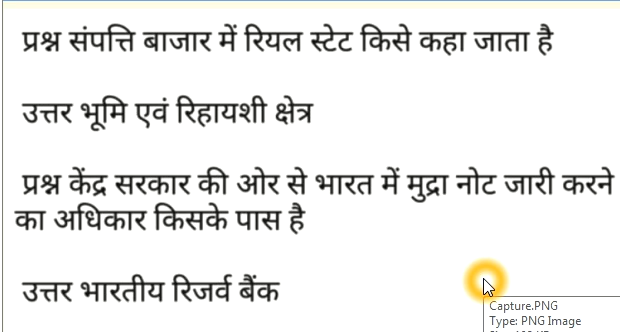 प्रश्न संपत्ति बाजार में रियल स्टेट किसे कहा जाता है
उत्तर भूमि एवं रिहायशी क्षेत्र
प्रश्न केंद्र सरकार की ओर से भारत में मुद्रा नोट जारी करने
का अधिकार किसके पास है
उत्तर भारतीय रिजर्व बैंक
Capture.PNG
Type: PNG Image